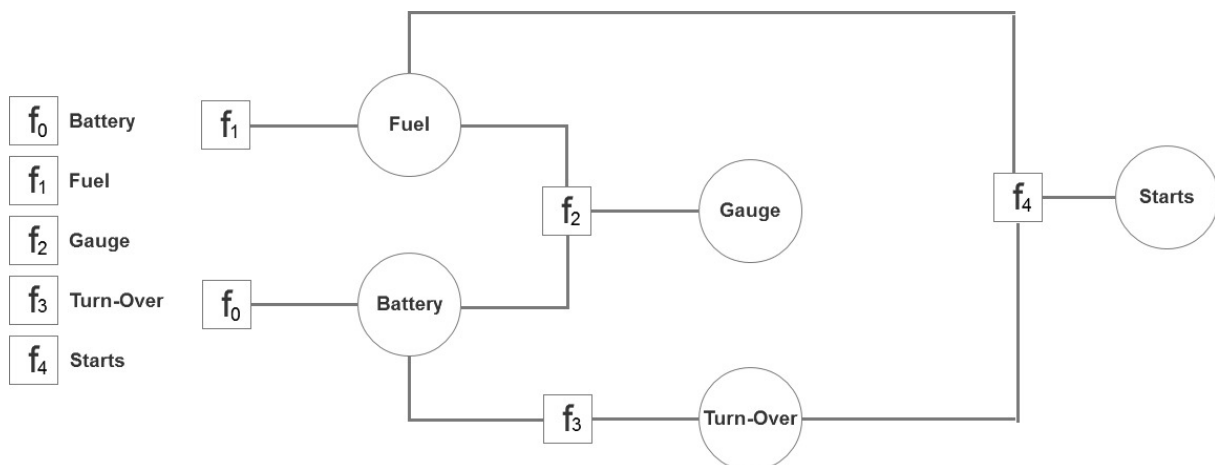 f0 Battery
f1 Fuel
f2 Gauge
f3 Turn-Over
f4 Starts
f1
Fuel
f2
Gauge
f4
Starts
f0
Battery
f3
Turn-Over